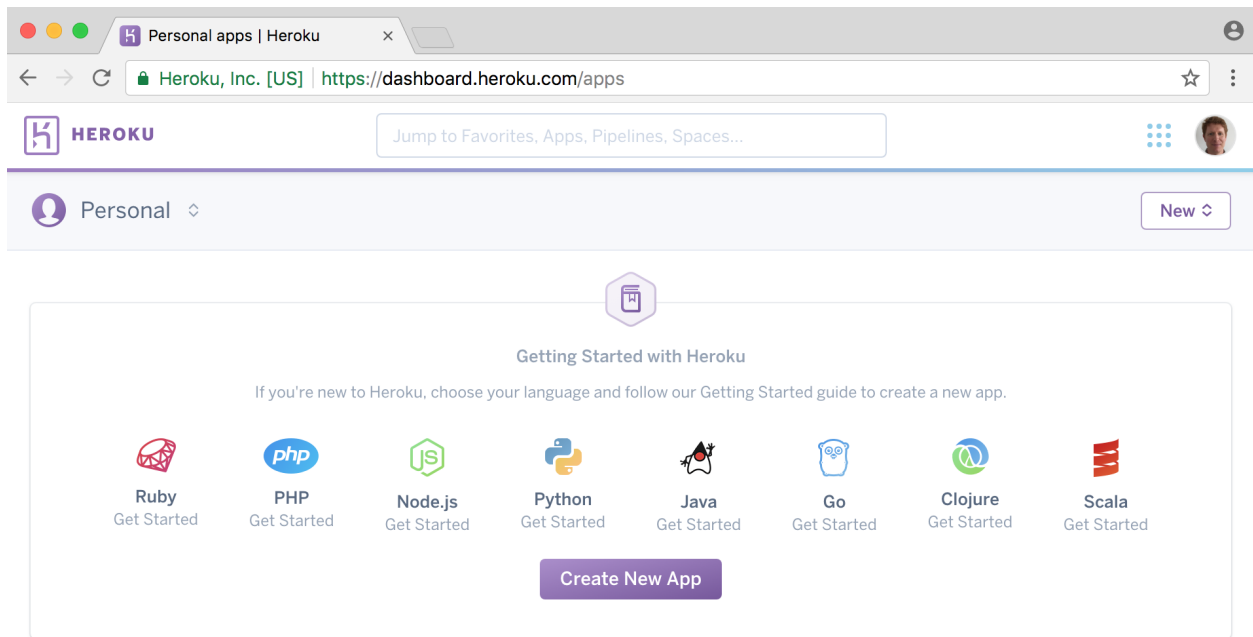 Personal apps | Heroku
Heroku, Inc. [US] https://dashboard.heroku.com/apps
HEROKU
Jump to Favorites, Apps, Pipelines, Spaces...
Personal
New
Getting Started with Heroku
If you're new to Heroku, choose your language and follow our Getting Started guide to create a new app.
php
JS
Ruby PHP Node.js Python Java Go Clojure Scala
Get Started Get Started Get Started Get Started Get Started Get Started Get Started Get Started
Create New App